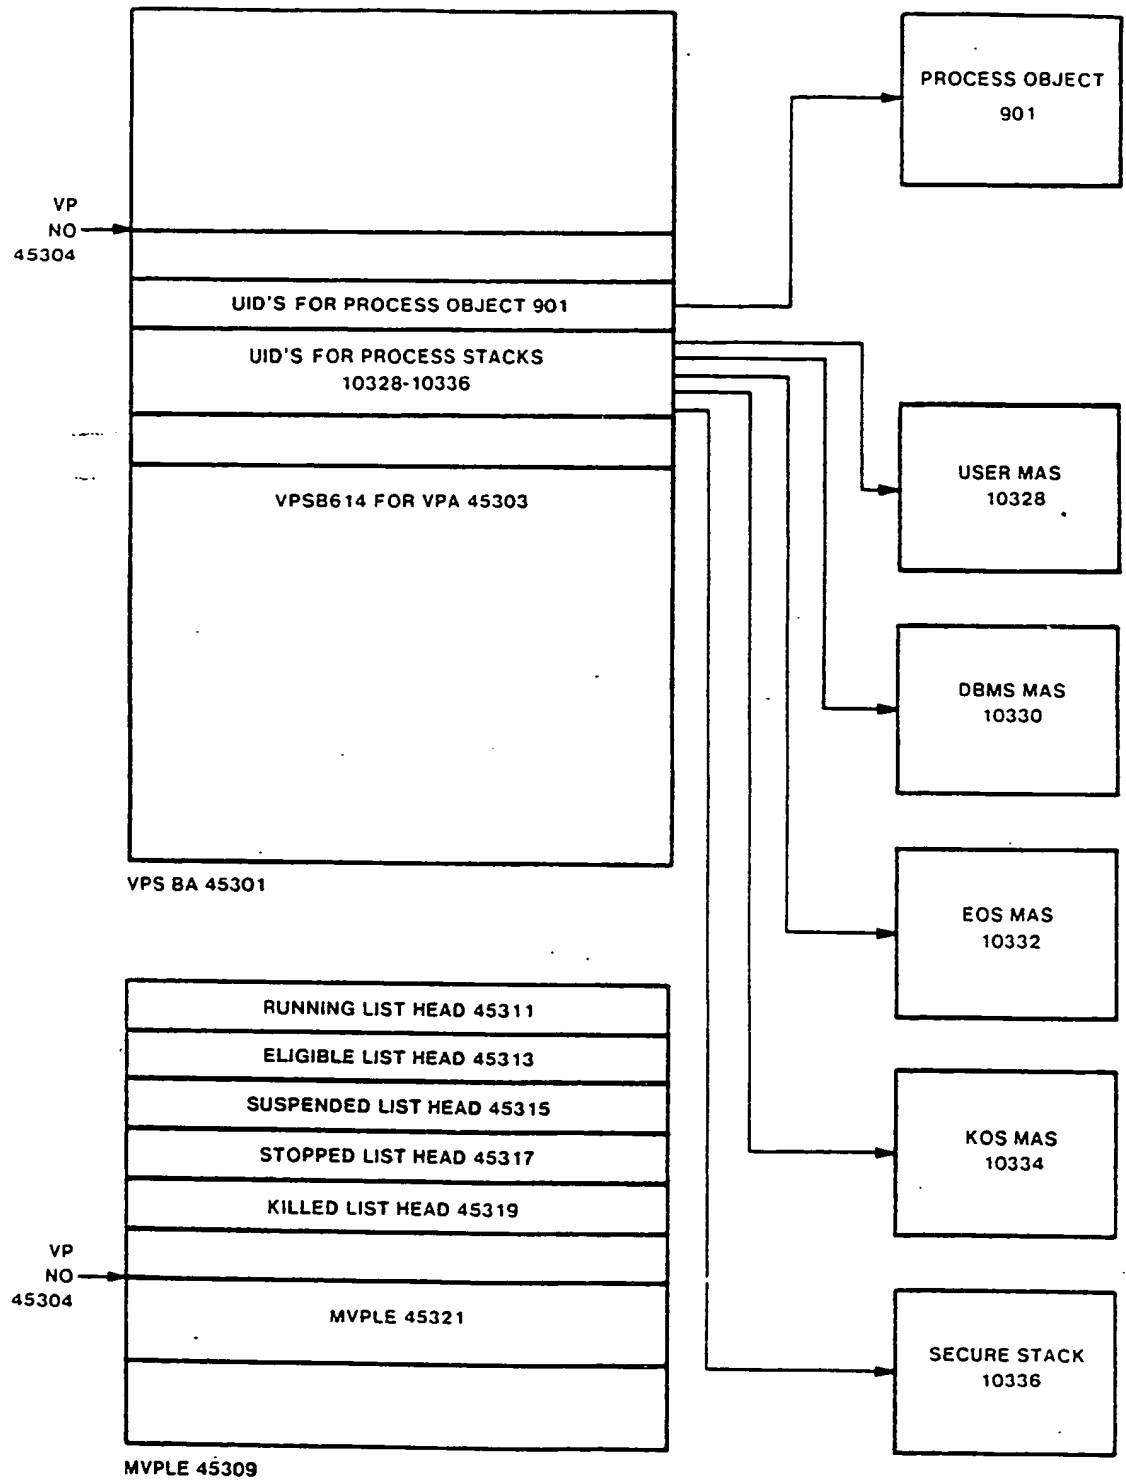 PROCESS OBJECT
901
VP
NO
45304
UID'S FOR PROCESS OBJECT 901
UID'S FOR PROCESS STACKS
10328-10336
VPSB614 FOR VPA 45303
USER MAS
10328
DBMS MAS
10330
VPS BA 45301
EOS MAS
10332
RUNNING LIST HEAD 45311
ELIGIBLE LIST HEAD 45313
SUSPENDED LIST HEAD 45315
STOPPED LIST HEAD 45317
KILLED LIST HEAD 45319
KOS MAS
10334
VP
NO
45304
MVPLE 45321
SECURE STACK
10336
MVPLE 45309